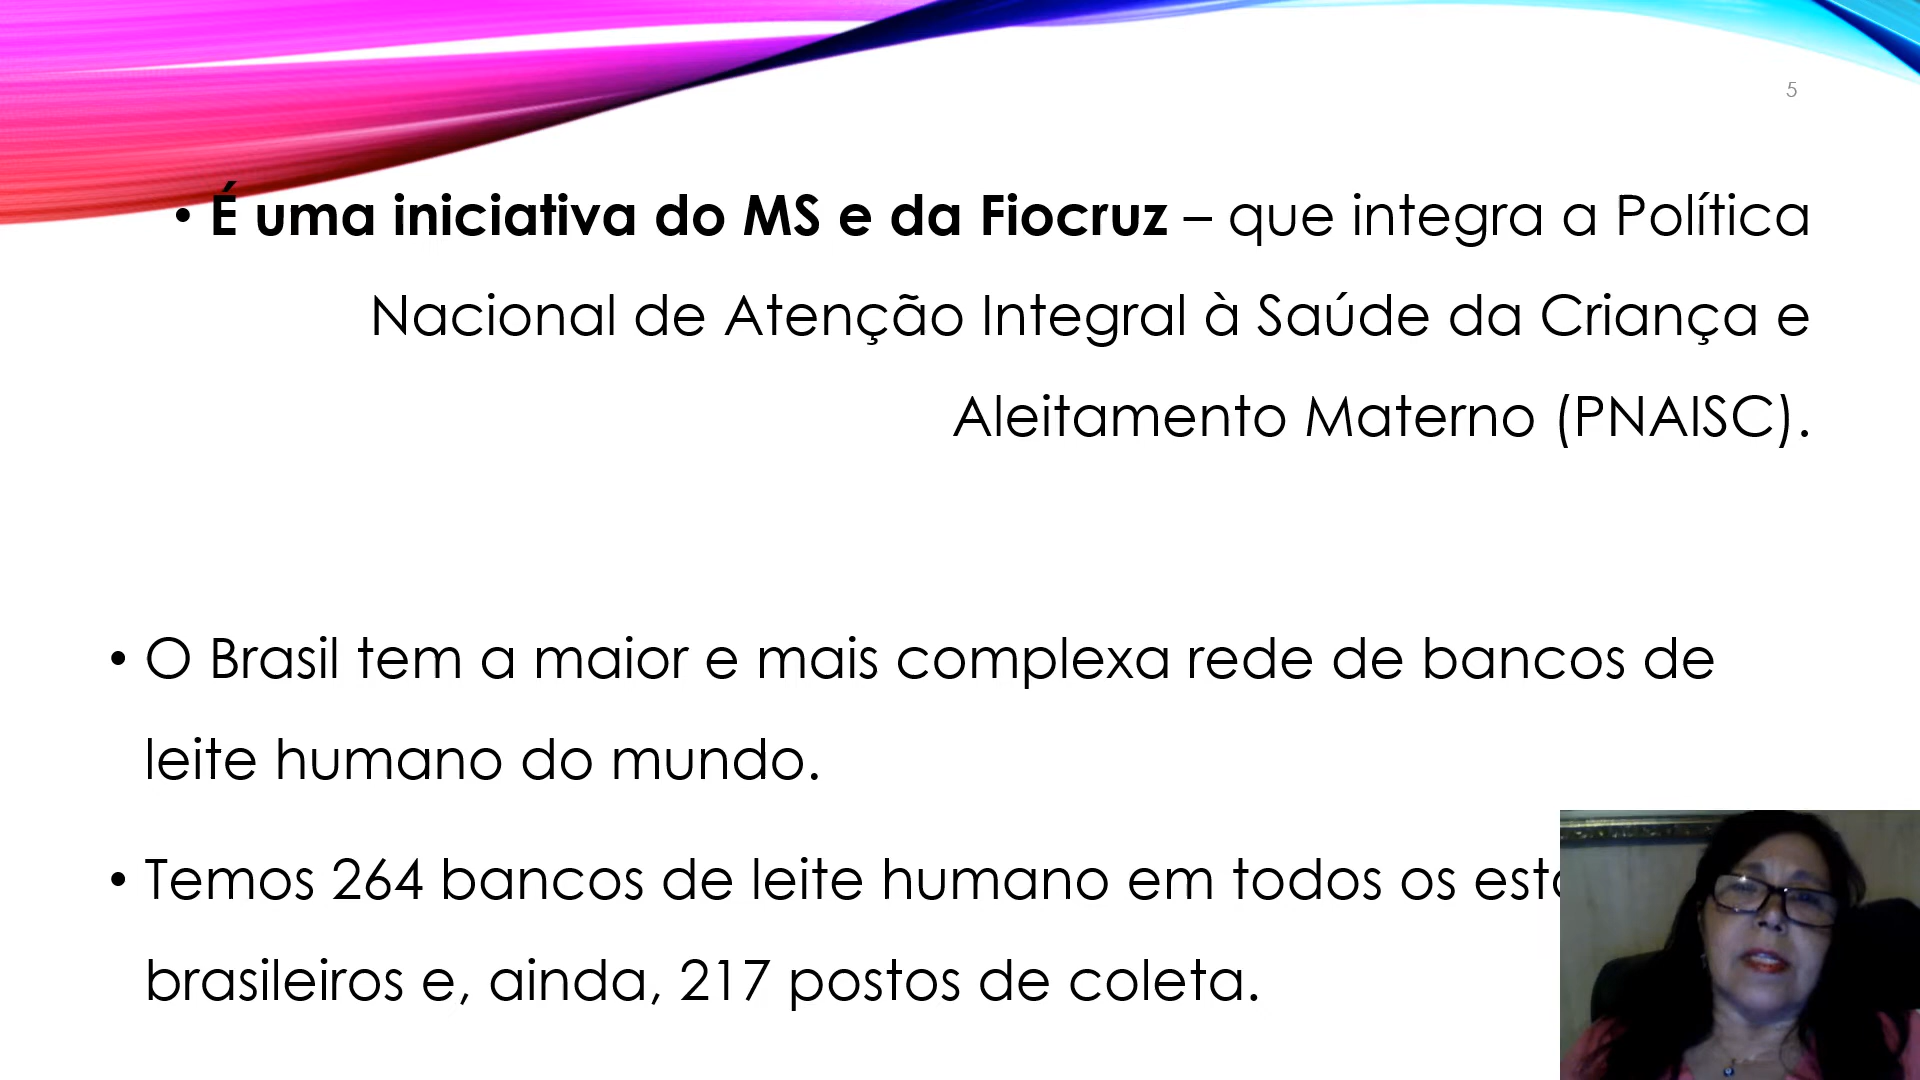 5
• É uma iniciativa do MS e da Fiocruz – que integra a Política
Nacional de Atenção Integral à Saúde da Criança e
Aleitamento Materno (PNAISC).
• O Brasil tem a maior e mais complexa rede de bancos de
leite humano do mundo.
• Temos 264 bancos de leite humano em todos os
brasileiros e, ainda, 217 postos de coleta.